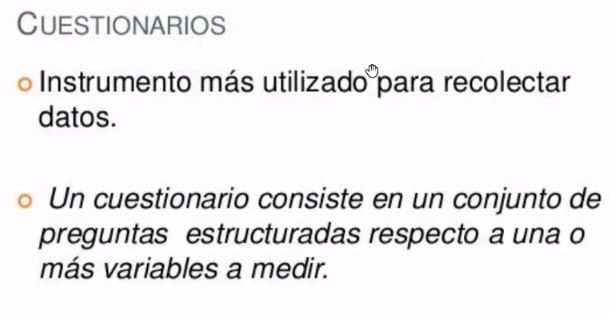 CUESTIONARIOS
Instrumento más utilizado para recolectar
datos.
Un cuestionario consiste en un conjunto de
preguntas estructuradas respecto a una o
más variables a medir.